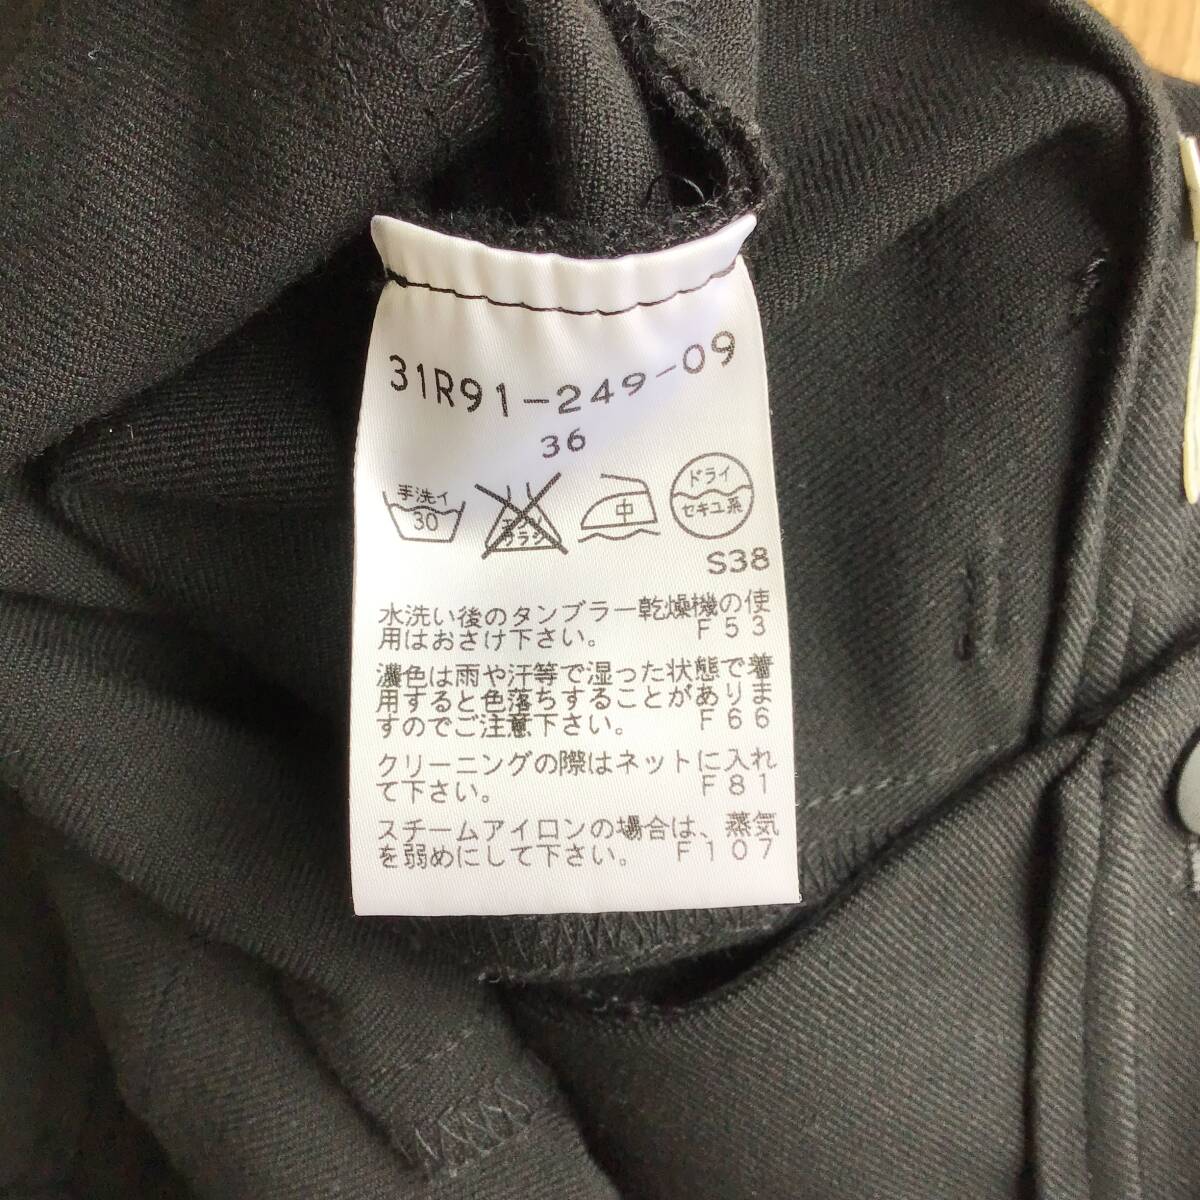 31R91-249-09
36
手洗イ 30 エンソ サラシ 中 ドライ セキユ系
S38
水洗い後のタンブラー乾燥機の使
用はおさけ下さい。 F53
濃色は雨や汗等で湿った状態で着
用すると色落ちすることがありま
すのでご注意下さい。 F66
クリーニングの際はネットに入れ
て下さい。 F81
スチームアイロンの場合は、蒸気
を弱めにして下さい。 F107